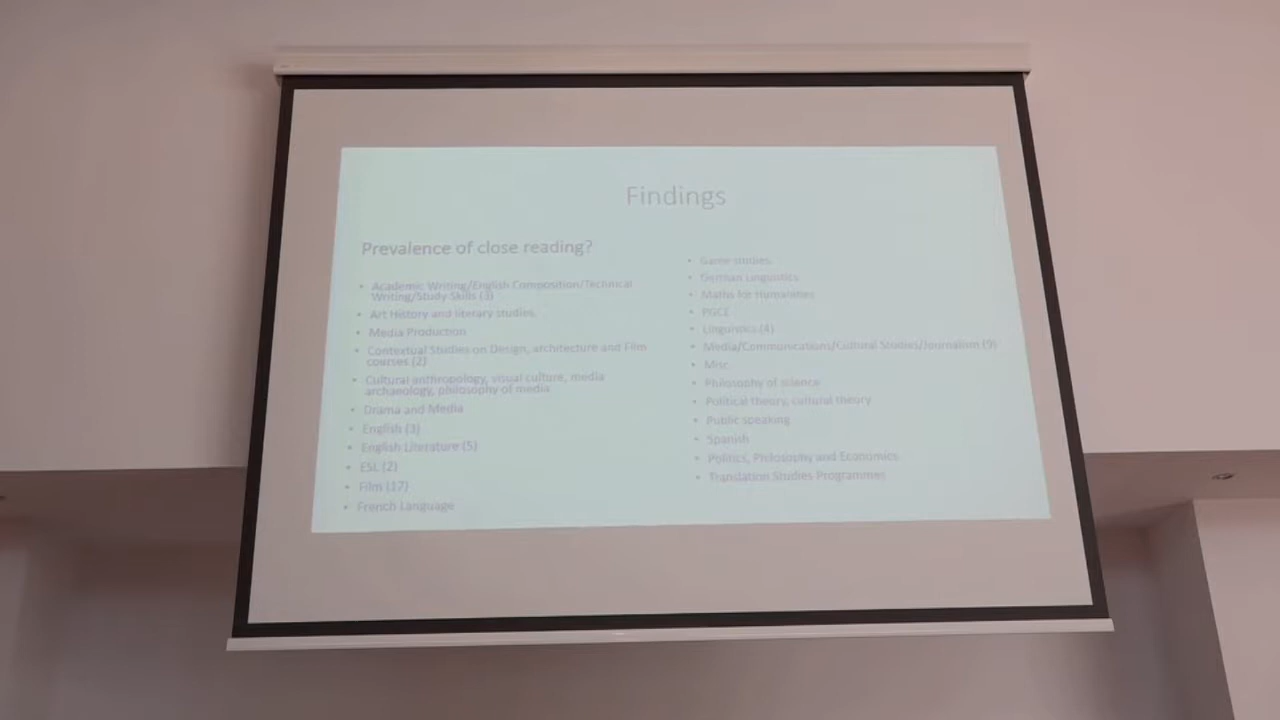 Findings
Prevalence of close reading?
• Academic Writing/English Composition/Technical
Writing/Study Skills (3)
• Art History and literary studies.
• Media Production
• Contextual Studies on Design, architecture and Film
courses (2)
• Cultural anthropology, visual culture, media
archaeology, philosophy of media
• Drama and Media
• English (3)
• English Literature (5)
• ESL (2)
• Film (17)
• French Language
• Game studies.
• German Linguistics
• Maths for Humanities
• PGCE
• Linguistics (4)
• Media/Communications/Cultural Studies/Journalism (9)
• Misc
• Philosophy of science
• Political theory, cultural theory
• Public speaking
• Spanish
• Politics, Philosophy and Economics
• Translation Studies Programmes